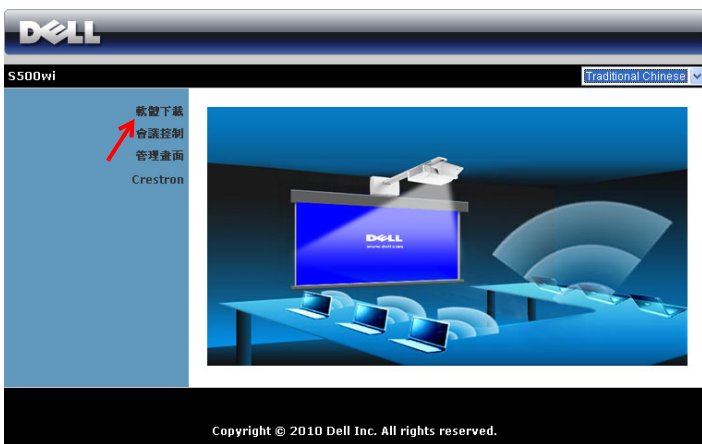 DELL
S500wi
Traditional Chinese
軟體下載
會議控制
管理畫面
Crestron
DELL
www.dell.com
Copyright © 2010 Dell Inc. All rights reserved.